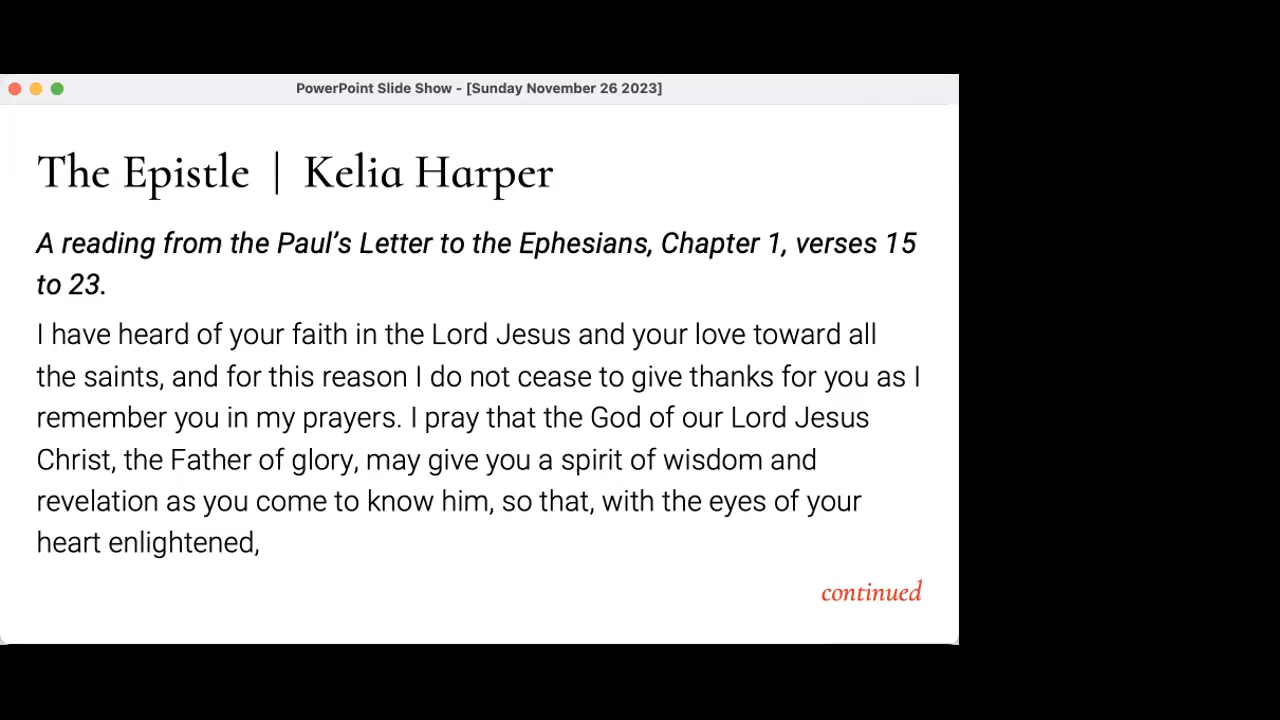 PowerPoint Slide Show - [Sunday November 26 2023]
The Epistle | Kelia Harper
A reading from the Paul’s Letter to the Ephesians, Chapter 1, verses 15
to 23.
I have heard of your faith in the Lord Jesus and your love toward all
the saints, and for this reason I do not cease to give thanks for you as I
remember you in my prayers. I pray that the God of our Lord Jesus
Christ, the Father of glory, may give you a spirit of wisdom and
revelation as you come to know him, so that, with the eyes of your
heart enlightened,
continued